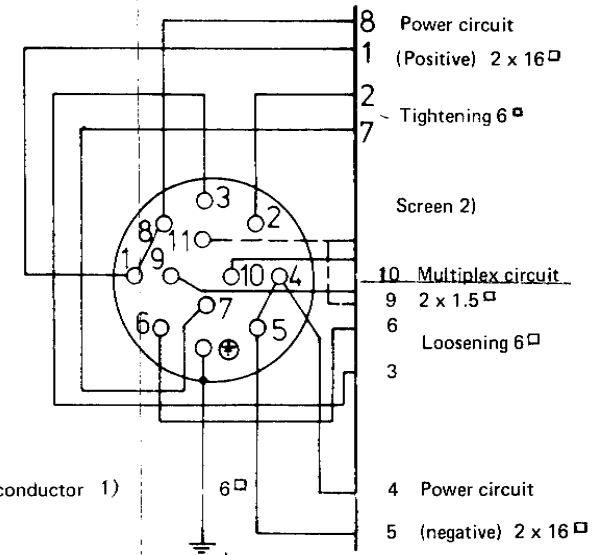 8 Power circuit
1 (Positive) 2 x 16□
2
Tightening 6□
7
Screen 2)
3
2
8
11
1
9
10
4
10 Multiplex circuit
9 2 x 1.5□
7
6
5
6
Loosening 6□
3
conductor 1)
6□
4 Power circuit
5 (negative) 2 x 16□